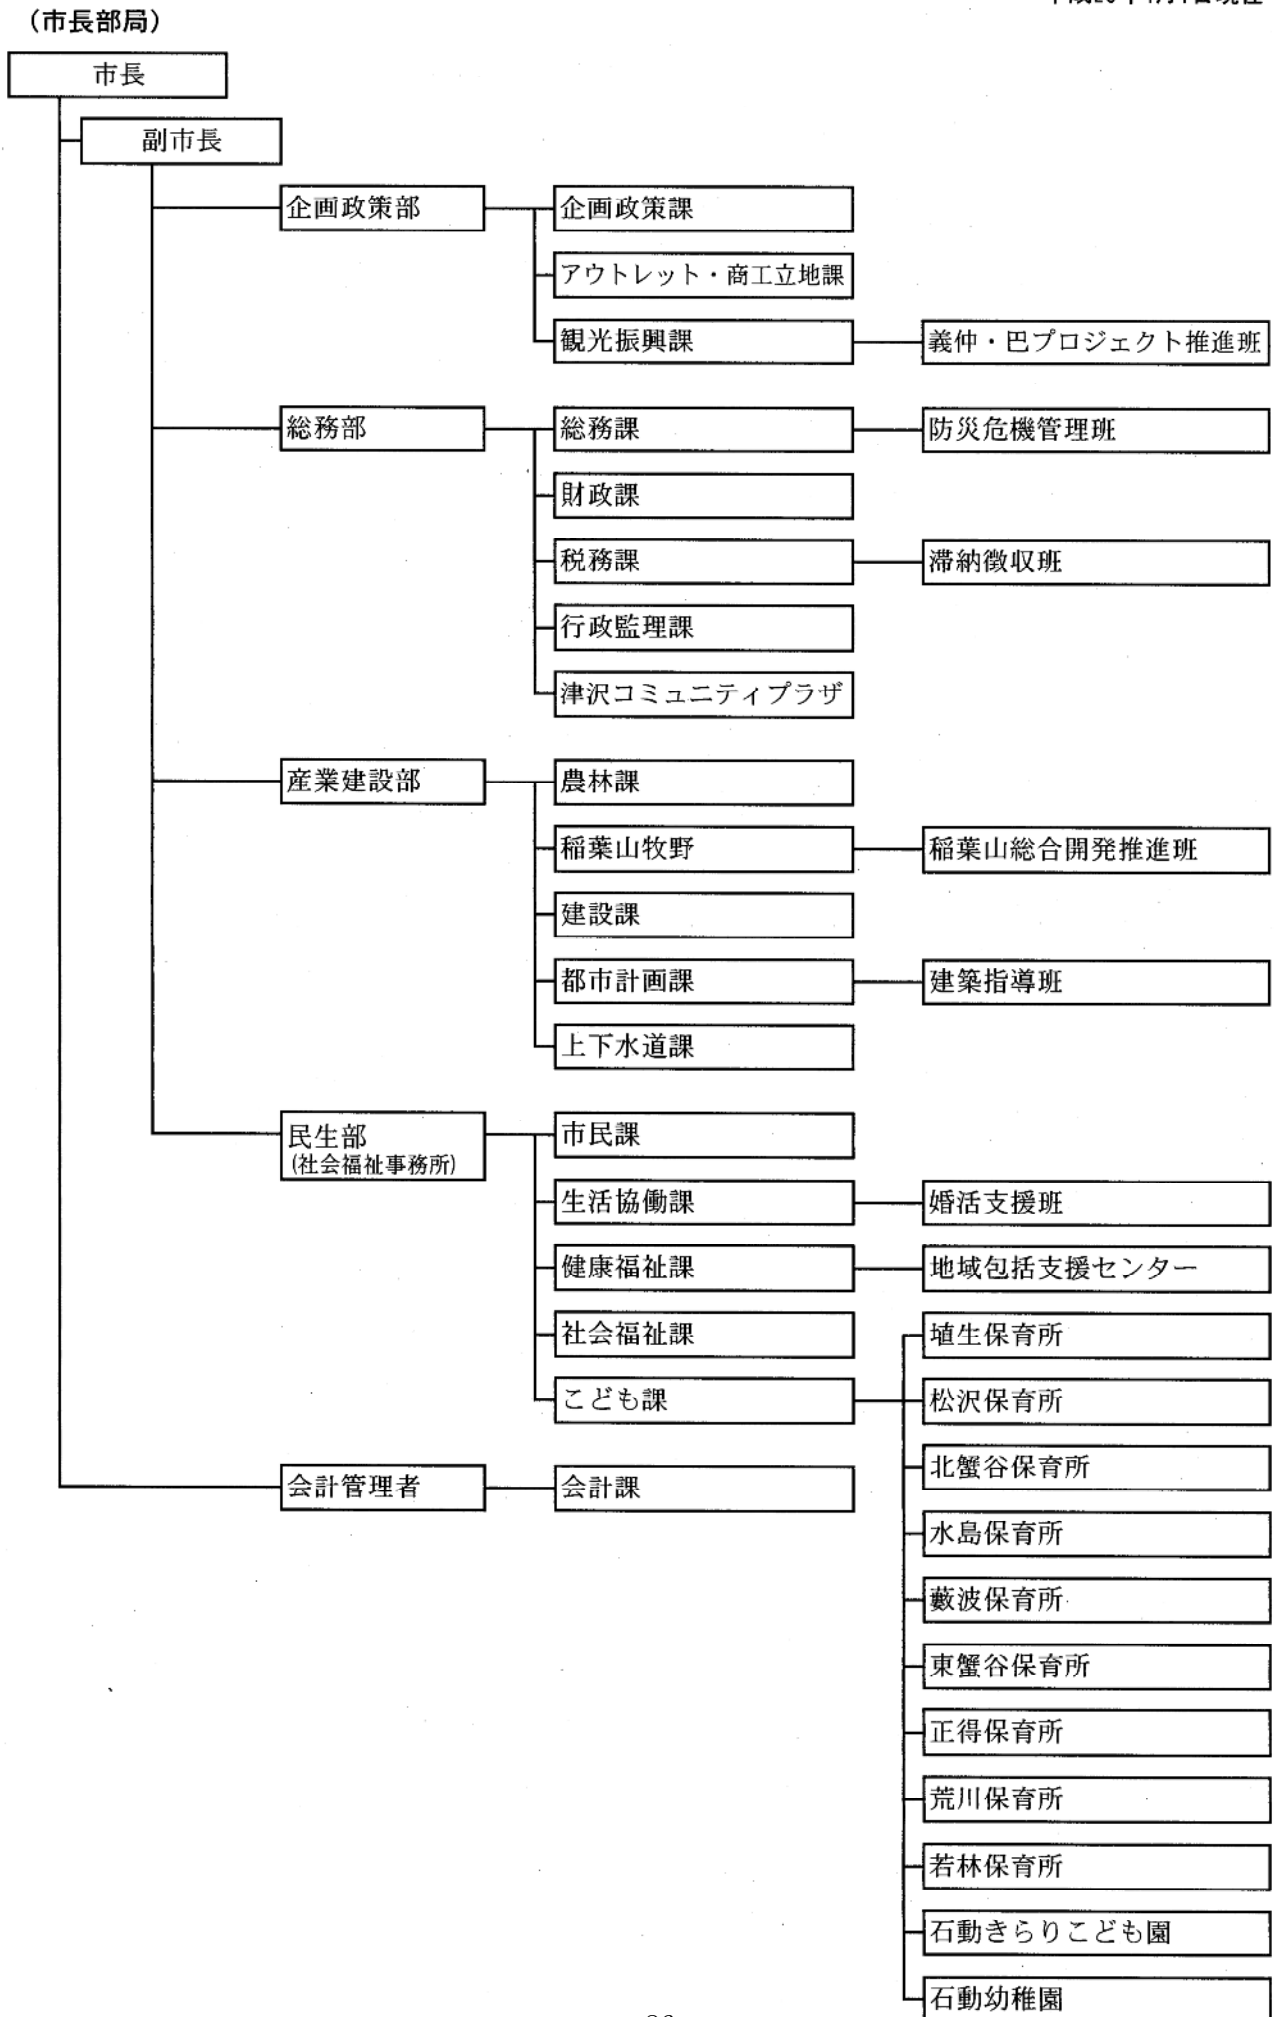 （市長部局）
市長
副市長
企画政策部
企画政策課
アウトレット・商工立地課
観光振興課
義仲・巴プロジェクト推進班
総務部
総務課
防災危機管理班
財政課
税務課
滞納徴収班
行政監理課
津沢コミュニティプラザ
産業建設部
農林課
稲葉山牧野
稲葉山総合開発推進班
建設課
都市計画課
建築指導班
上下水道課
民生部
(社会福祉事務所)
市民課
生活協働課
婚活支援班
健康福祉課
地域包括支援センター
社会福祉課
こども課
埴生保育所
松沢保育所
北蟹谷保育所
水島保育所
藪波保育所
東蟹谷保育所
正得保育所
荒川保育所
若林保育所
石動きらりこども園
石動幼稚園
会計管理者
会計課